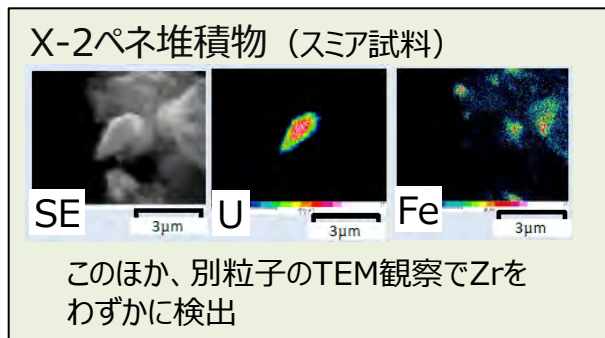 X-2ペネ堆積物（スミア試料）
SE
3μm
U
3μm
Fe
3μm
このほか、別粒子のTEM観察でZrを
わずかに検出